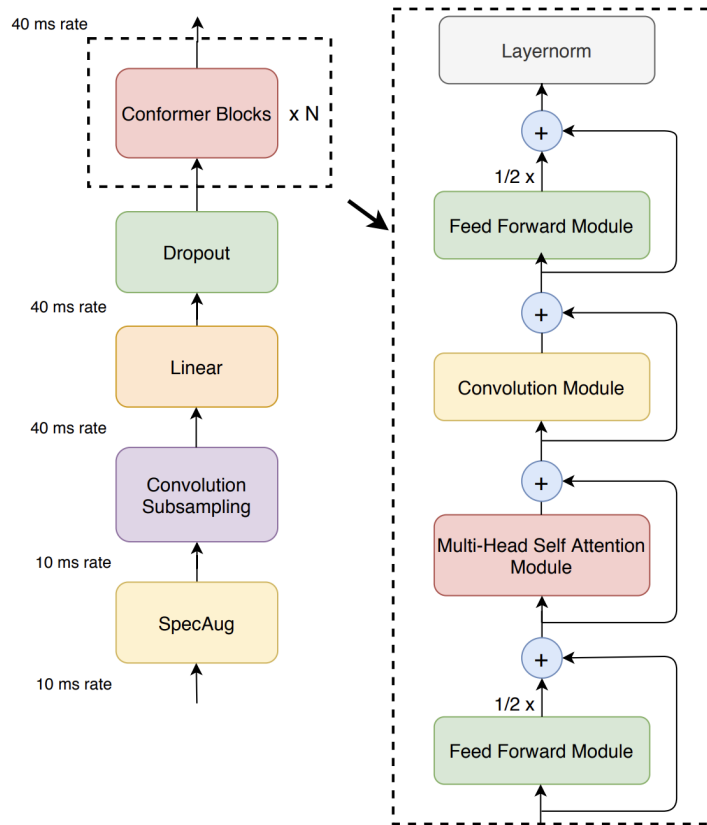 40 ms rate
Conformer Blocks
x N
Dropout
40 ms rate
Linear
40 ms rate
Convolution
Subsampling
10 ms rate
SpecAug
10 ms rate
Layernorm
+
1/2 x
Feed Forward Module
+
Convolution Module
+
Multi-Head Self Attention
Module
+
1/2 x
Feed Forward Module